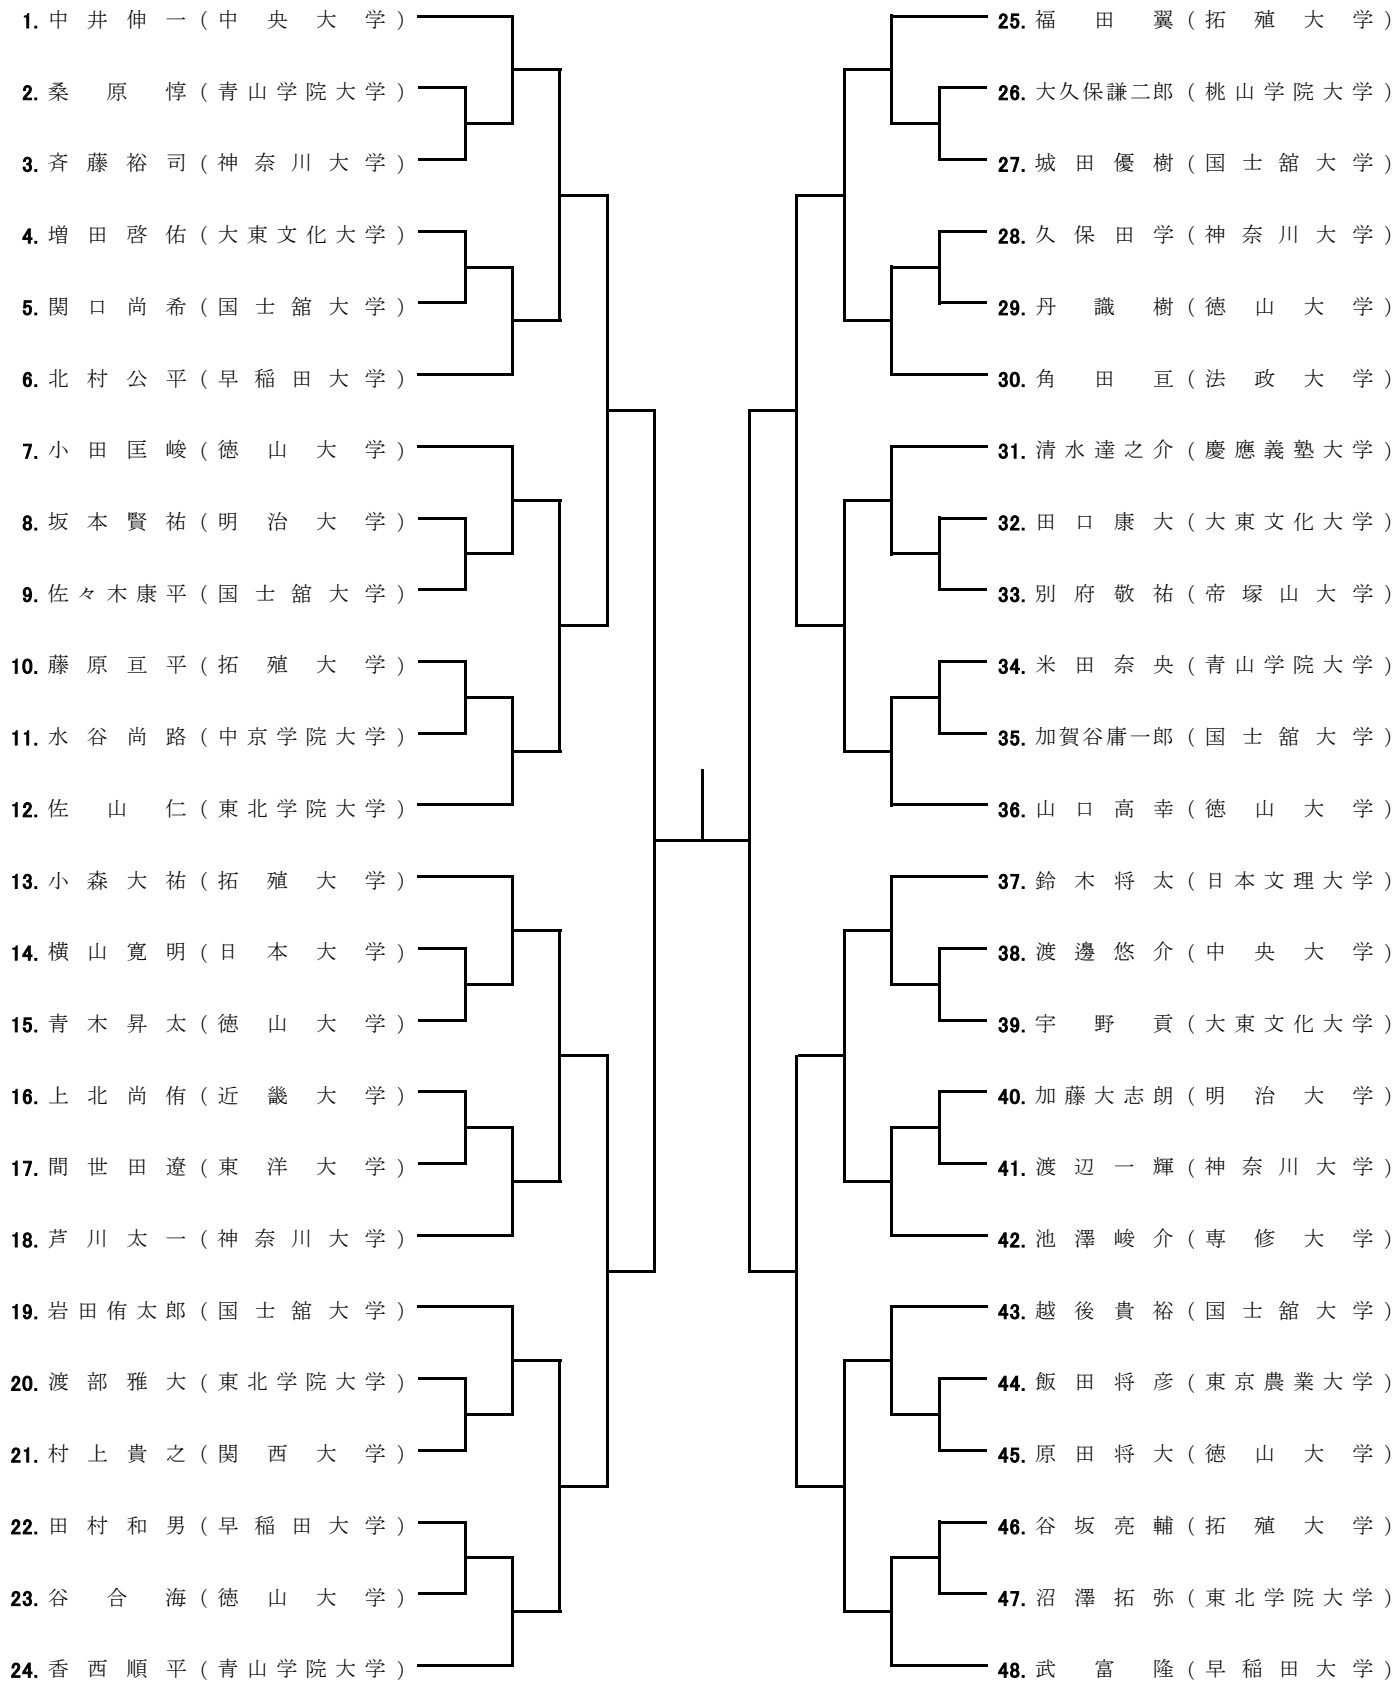 1. 中井伸一(中央大学)
2. 桑原惇(青山学院大学)
3. 斉藤裕司(神奈川大学)
4. 増田啓佑(大東文化大学)
5. 関口尚希(国士舘大学)
6. 北村公平(早稲田大学)
7. 小田匡峻(徳山大学)
8. 坂本賢祐(明治大学)
9. 佐々木康平(国士舘大学)
10. 藤原亘平(拓殖大学)
11. 水谷尚路(中京学院大学)
12. 佐山仁(東北学院大学)
13. 小森大祐(拓殖大学)
14. 横山寛明(日本大学)
15. 青木昇太(徳山大学)
16. 上北尚侑(近畿大学)
17. 間世田遼(東洋大学)
18. 芦川太一(神奈川大学)
19. 岩田侑太郎(国士舘大学)
20. 渡部雅大(東北学院大学)
21. 村上貴之(関西大学)
22. 田村和男(早稲田大学)
23. 谷合海(徳山大学)
24. 香西順平(青山学院大学)
25. 福田翼(拓殖大学)
26. 大久保謙二郎(桃山学院大学)
27. 城田優樹(国士舘大学)
28. 久保田学(神奈川大学)
29. 丹識樹(徳山大学)
30. 角田亘(法政大学)
31. 清水達之介(慶應義塾大学)
32. 田口康大(大東文化大学)
33. 別府敬祐(帝塚山大学)
34. 米田奈央(青山学院大学)
35. 加賀谷庸一郎(国士舘大学)
36. 山口高幸(徳山大学)
37. 鈴木将太(日本文理大学)
38. 渡邊悠介(中央大学)
39. 宇野貢(大東文化大学)
40. 加藤大志朗(明治大学)
41. 渡辺一輝(神奈川大学)
42. 池澤峻介(専修大学)
43. 越後貴裕(国士舘大学)
44. 飯田将彦(東京農業大学)
45. 原田将大(徳山大学)
46. 谷坂亮輔(拓殖大学)
47. 沼澤拓弥(東北学院大学)
48. 武富隆(早稲田大学)